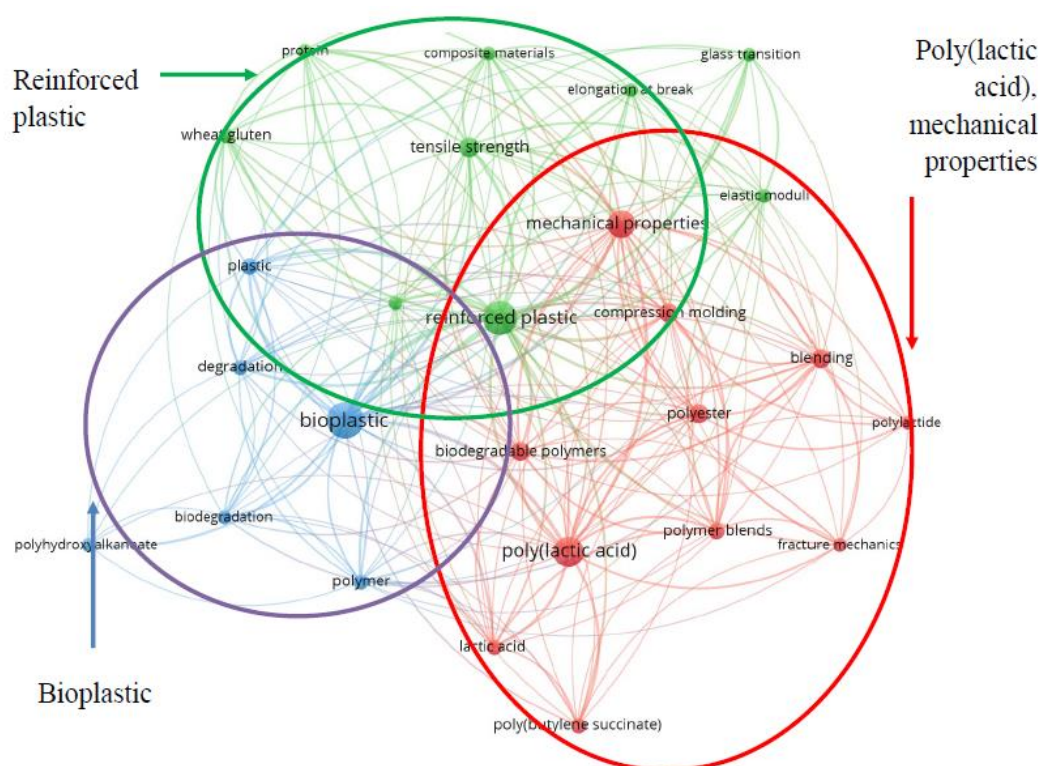 Reinforced
plastic
Poly(lactic
acid),
mechanical
properties
protein
composite materials
glass transition
elongation at break
wheat gluten
tensile strength
elastic moduli
mechanical properties
plastic
reinforced plastic
compression molding
degradation
blending
bioplastic
polyester
polylactide
biodegradable polymers
biodegradation
polymer blends
polyhydroxyalkanoate
poly(lactic acid)
fracture mechanics
polymer
lactic acid
Bioplastic
poly(butylene succinate)